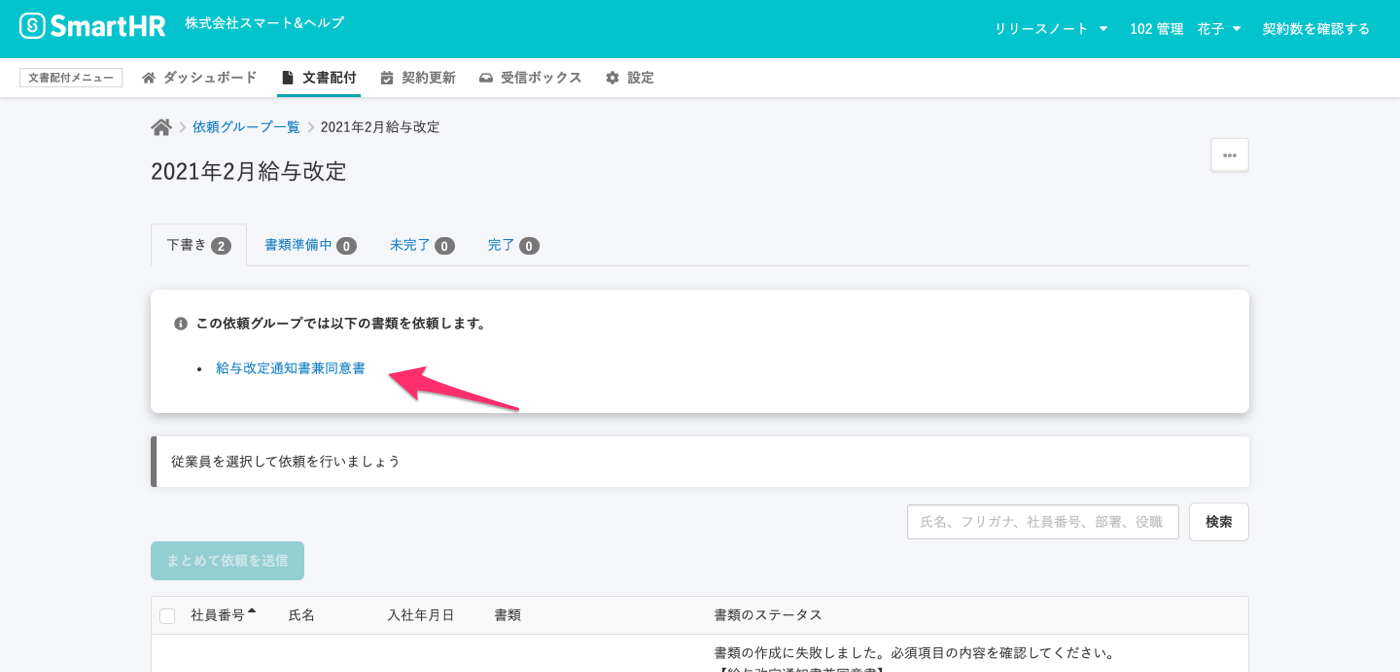 SmartHR 株式会社スマート&ヘルプ リリースノート 102 管理 花子 契約数を確認する
文書配付メニュー ダッシュボード 文書配付 契約更新 受信ボックス 設定
依頼グループ一覧 2021年2月給与改定
2021年2月給与改定
下書き 2 書類準備中 0 未完了 0 完了 0
この依頼グループでは以下の書類を依頼します。
• 給与改定通知書兼同意書
従業員を選択して依頼を行いましょう
氏名、フリガナ、社員番号、部署、役職 検索
まとめて依頼を送信
社員番号 氏名 入社年月日 書類 書類のステータス
書類の作成に失敗しました。必須項目の内容を確認してください。
【給与改定通知書兼同意書】